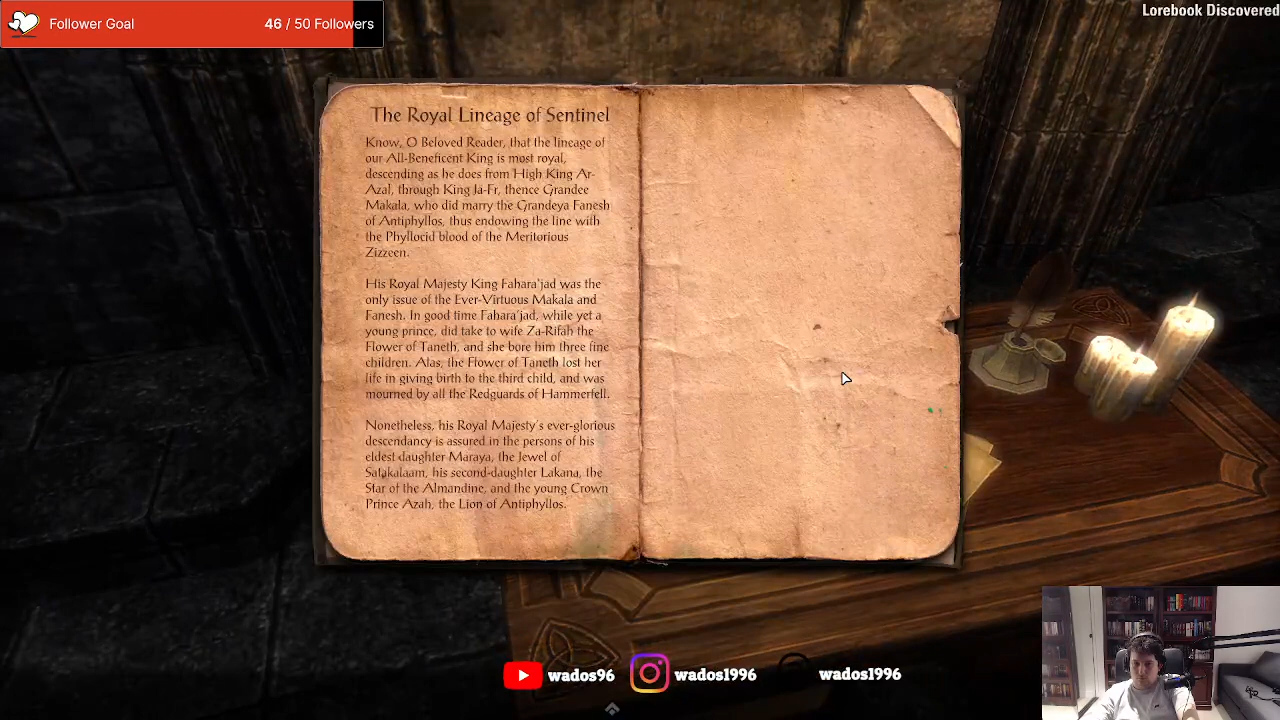 Follower Goal
46 / 50 Followers
Lorebook Discovered
The Royal Lineage of Sentinel
Know, O Beloved Reader, that the lineage of
our All-Beneficent King is most royal,
descending as he does from High King Ar-
Azal, through King Ja-Fr, thence Grandee
Makala, who did marry the Grandeya Fanesh
of Antiphyllos, thus endowing the line with
the Phyllocid blood of the Meritorious
Zizzeen.
His Royal Majesty King Fahara'jad was the
only issue of the Ever-Virtuous Makala and
Fanesh. In good time Fahara'jad, while yet a
young prince, did take to wife Za-Rifah the
Flower of Taneth, and she bore him three fine
children. Alas, the Flower of Taneth lost her
life in giving birth to the third child, and was
mourned by all the Redguards of Hammerfell.
Nonetheless, his Royal Majesty's ever-glorious
descendancy is assured in the persons of his
eldest daughter Maraya, the Jewel of
Satakalaam, his second-daughter Lakana, the
Star of the Almandine, and the young Crown
Prince Azah, the Lion of Antiphyllos.
wados96
wados1996
wados1996